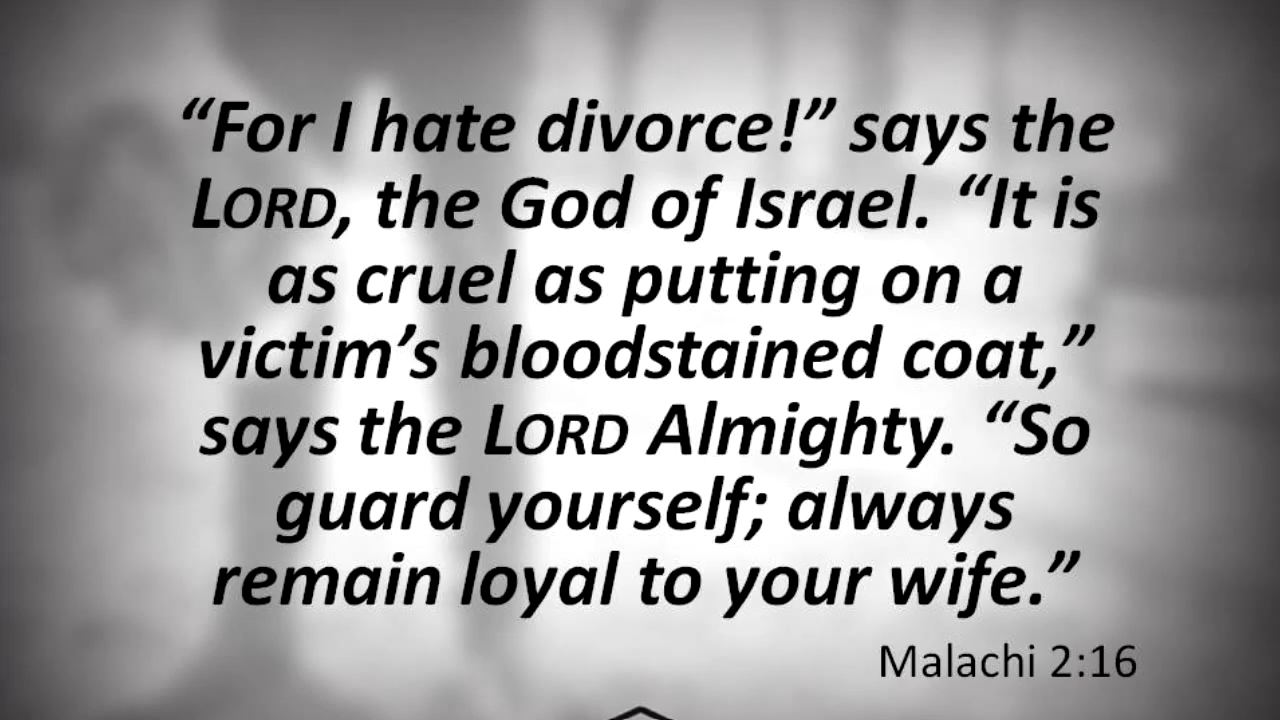 “For I hate divorce!” says the
LORD, the God of Israel. “It is
as cruel as putting on a
victim’s bloodstained coat,”
says the LORD Almighty. “So
guard yourself; always
remain loyal to your wife.”
Malachi 2:16